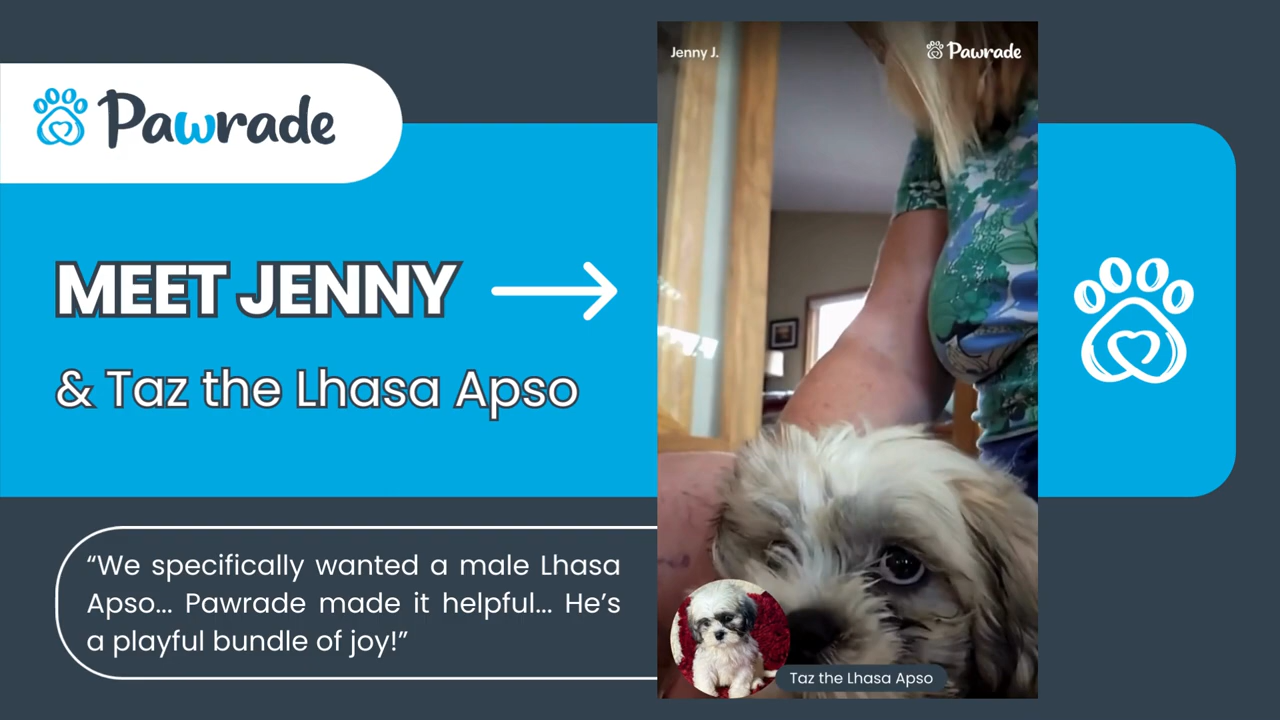 Pawrade
MEET JENNY
& Taz the Lhasa Apso
“We specifically wanted a male Lhasa
Apso... Pawrade made it helpful... He’s
a playful bundle of joy!”
Jenny J.
Pawrade
Taz the Lhasa Apso